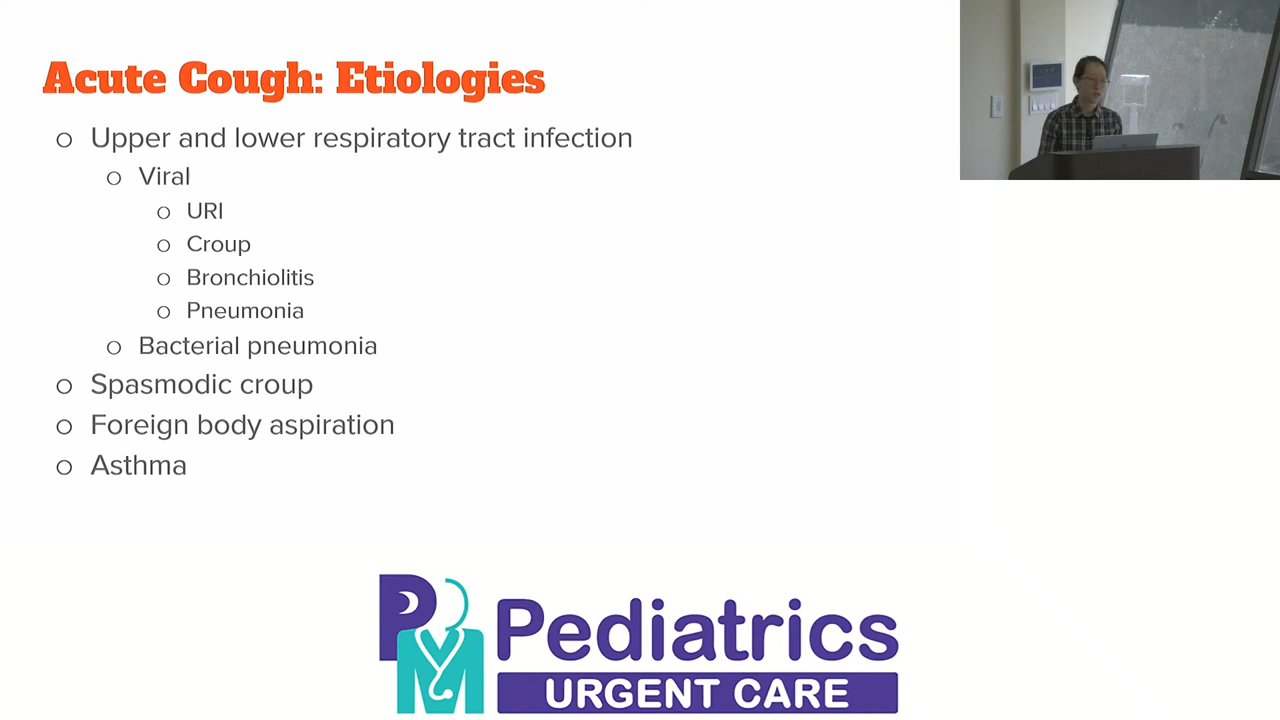 Acute Cough: Etiologies
Upper and lower respiratory tract infection
Viral
URI
Croup
Bronchiolitis
Pneumonia
Bacterial pneumonia
Spasmodic croup
Foreign body aspiration
Asthma
PM Pediatrics
URGENT CARE